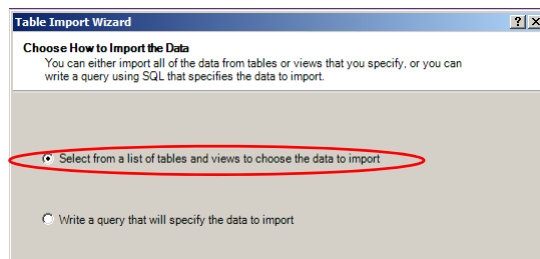 Table Import Wizard
Choose How to Import the Data
You can either import all of the data from tables or views that you specify, or you can
write a query using SQL that specifies the data to import.
Select from a list of tables and views to choose the data to import
Write a query that will specify the data to import